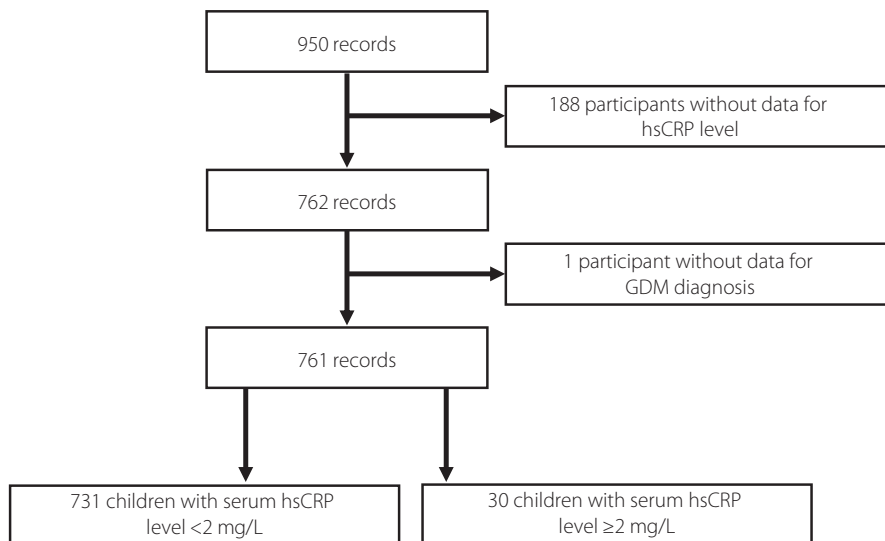 950 records
188 participants without data for
hsCRP level
762 records
1 participant without data for
GDM diagnosis
761 records
731 children with serum hsCRP
level <2 mg/L
30 children with serum hsCRP
level ≥2 mg/L